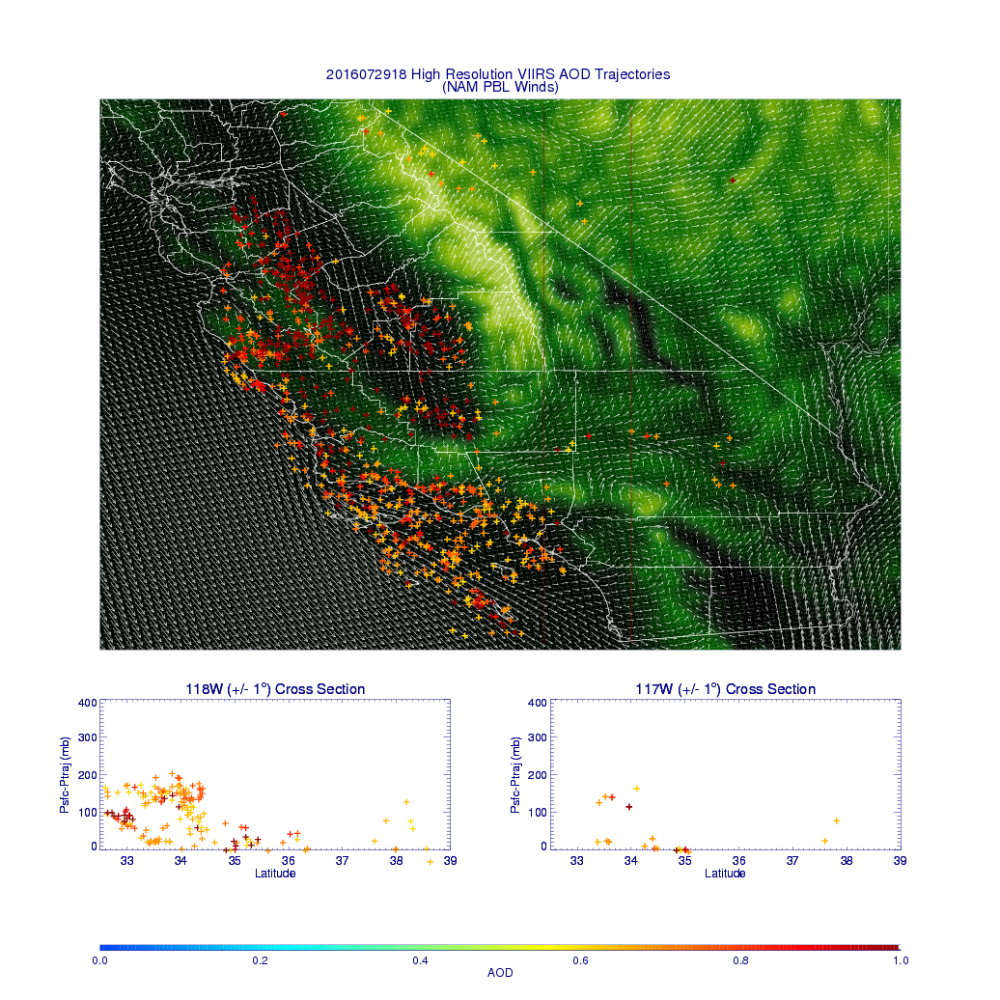 2016072918 High Resolution VIIRS AOD Trajectories
(NAM PBL Winds)
118W (+/- 1°) Cross Section
400
300
200
100
0
Psfc-Ptraj (mb)
33 34 35 36 37 38 39
Latitude
117W (+/- 1°) Cross Section
400
300
200
100
0
Psfc-Ptraj (mb)
33 34 35 36 37 38 39
Latitude
0.0 0.2 0.4 0.6 0.8 1.0
AOD